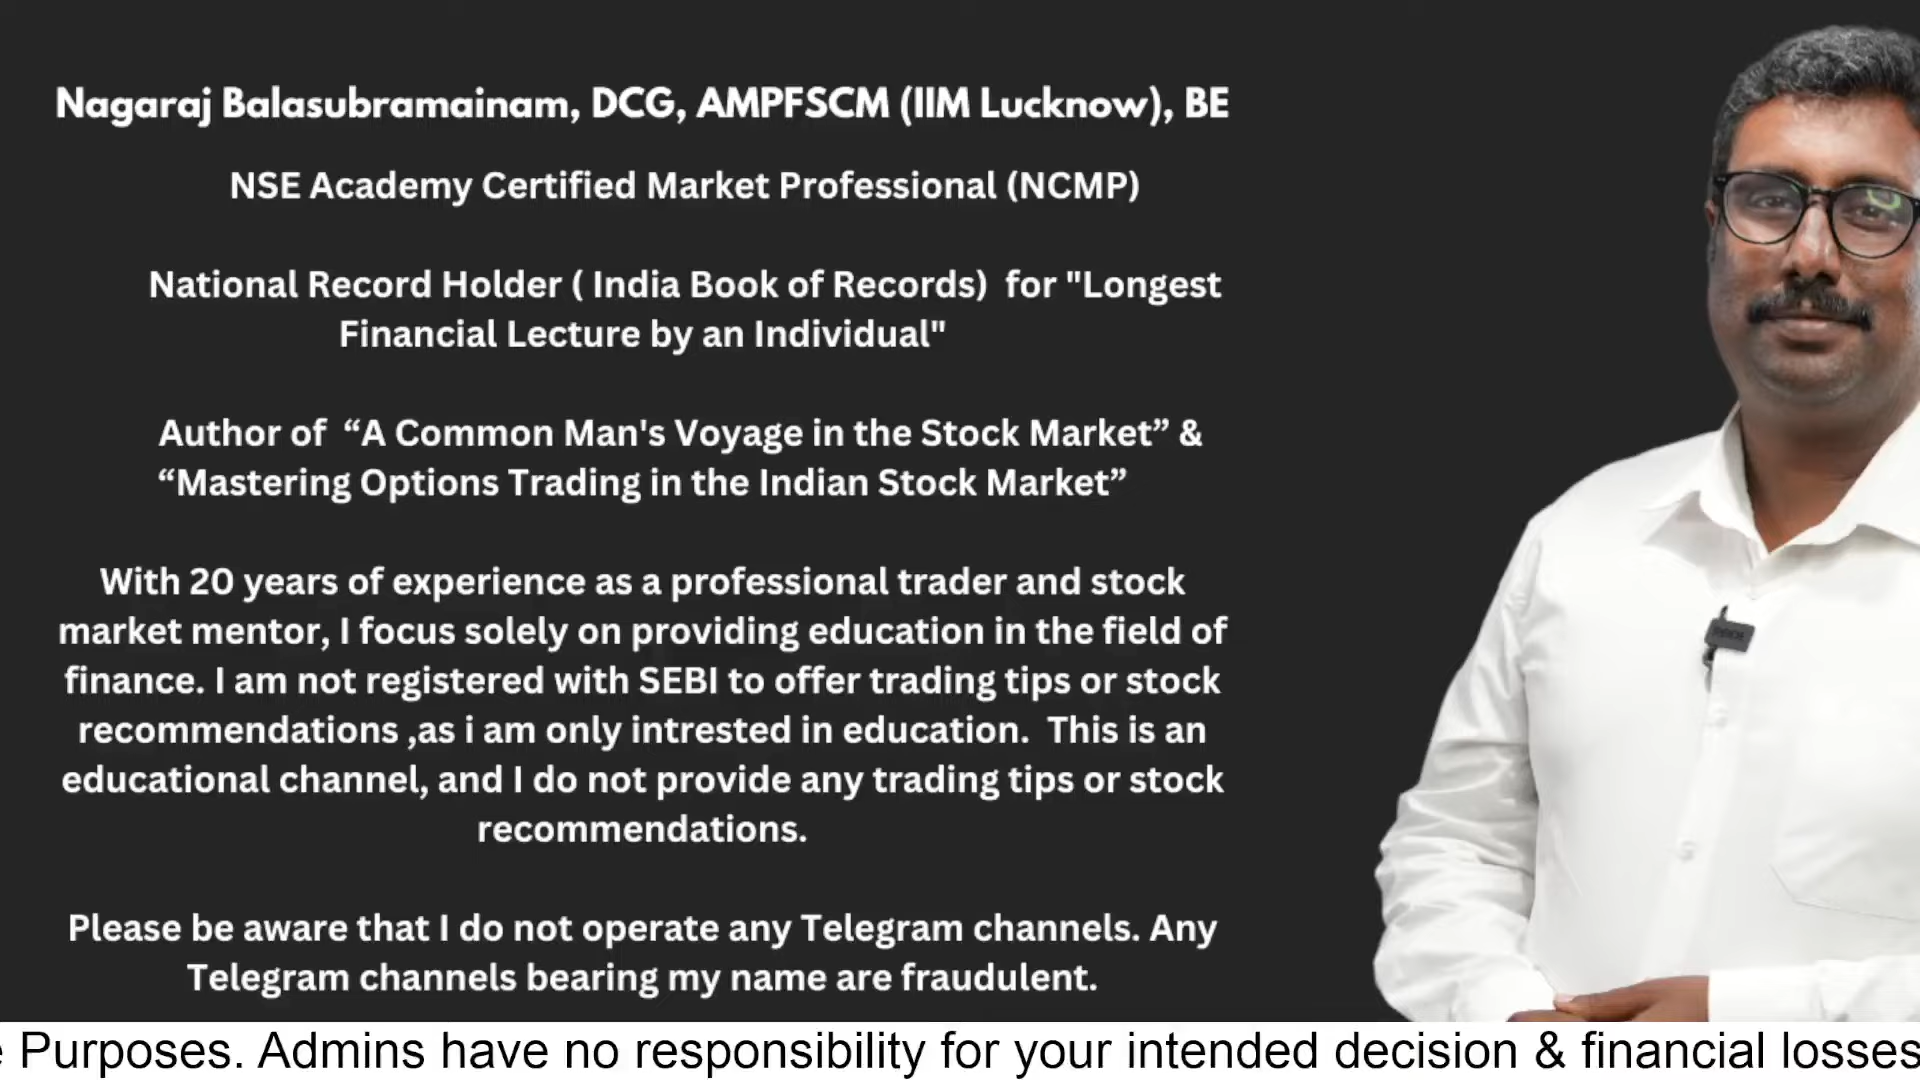 Nagaraj Balasubramainam, DCG, AMPFSCM (IIM Lucknow), BE
NSE Academy Certified Market Professional (NCMP)
National Record Holder ( India Book of Records)  for "Longest
Financial Lecture by an Individual"
Author of  “A Common Man's Voyage in the Stock Market” &
“Mastering Options Trading in the Indian Stock Market”
With 20 years of experience as a professional trader and stock
market mentor, I focus solely on providing education in the field of
finance. I am not registered with SEBI to offer trading tips or stock
recommendations ,as i am only intrested in education.  This is an
educational channel, and I do not provide any trading tips or stock
recommendations.
Please be aware that I do not operate any Telegram channels. Any
Telegram channels bearing my name are fraudulent.
Purposes. Admins have no responsibility for your intended decision & financial losses